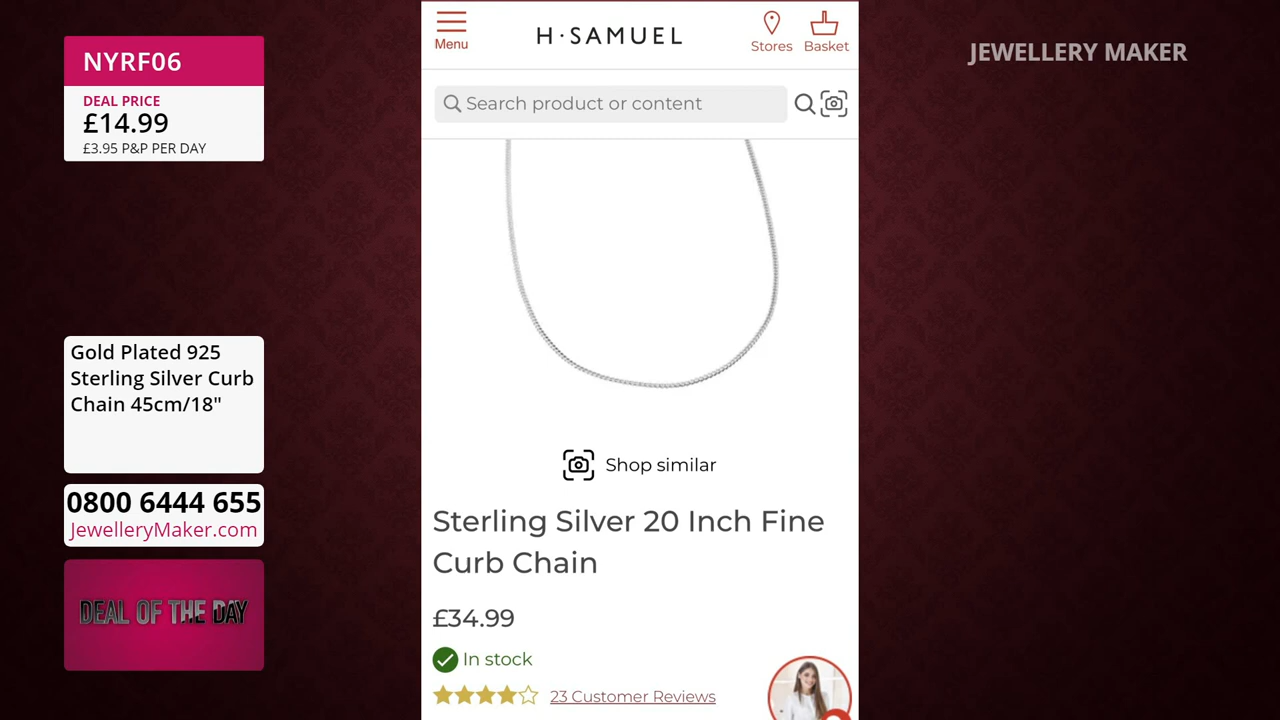 NYRF06
DEAL PRICE
£14.99
£3.95 P&P PER DAY
Gold Plated 925
Sterling Silver Curb
Chain 45cm/18"
0800 6444 655
JewelleryMaker.com
DEAL OF THE DAY
Menu
H·SAMUEL
Stores
Basket
Search product or content
Shop similar
Sterling Silver 20 Inch Fine
Curb Chain
£34.99
In stock
23 Customer Reviews
JEWELLERY MAKER